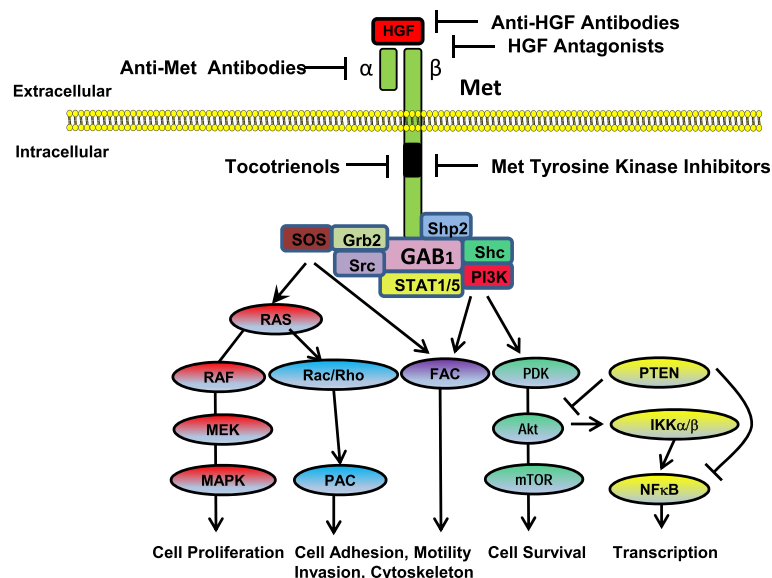 HGF
Anti-HGF Antibodies
HGF Antagonists
Anti-Met Antibodies
α
β
Met
Extracellular
Intracellular
Tocotrienols
Met Tyrosine Kinase Inhibitors
SOS
Grb2
Shp2
Src
GAB1
Shc
STAT1/5
PI3K
RAS
RAF
Rac/Rho
FAC
PDK
PTEN
MEK
Akt
IKKα/β
MAPK
PAC
mTOR
NFκB
Cell Proliferation
Cell Adhesion, Motility
Invasion, Cytoskeleton
Cell Survival
Transcription